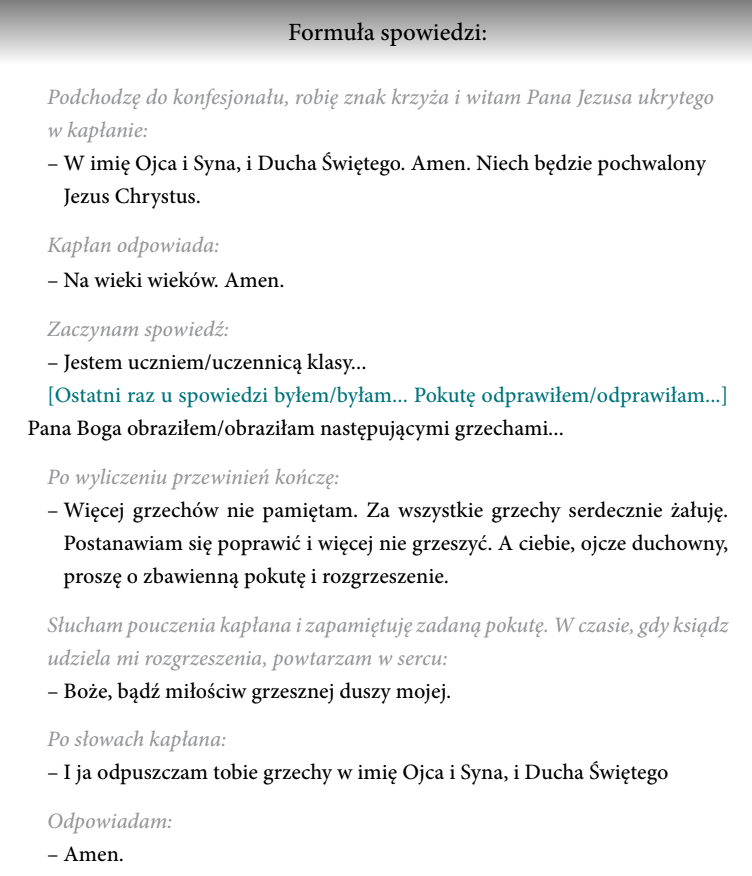 Formuła spowiedzi:
Podchodzę do konfesjonału, robię znak krzyża i witam Pana Jezusa ukrytego
w kapłanie:
– W imię Ojca i Syna, i Ducha Świętego. Amen. Niech będzie pochwalony
Jezus Chrystus.
Kapłan odpowiada:
– Na wieki wieków. Amen.
Zaczynam spowiedź:
– Jestem uczniem/uczennicą klasy...
[Ostatni raz u spowiedzi byłem/byłam... Pokutę odprawiłem/odprawiłam...]
Pana Boga obraziłem/obraziłam następującymi grzechami...
Po wyliczeniu przewinień kończę:
– Więcej grzechów nie pamiętam. Za wszystkie grzechy serdecznie żałuję.
Postanawiam się poprawić i więcej nie grzeszyć. A ciebie, ojcze duchowny,
proszę o zbawienną pokutę i rozgrzeszenie.
Słucham pouczenia kapłana i zapamiętuję zadaną pokutę. W czasie, gdy ksiądz
udziela mi rozgrzeszenia, powtarzam w sercu:
– Boże, bądź miłościw grzesznej duszy mojej.
Po słowach kapłana:
– I ja odpuszczam tobie grzechy w imię Ojca i Syna, i Ducha Świętego
Odpowiadam:
– Amen.